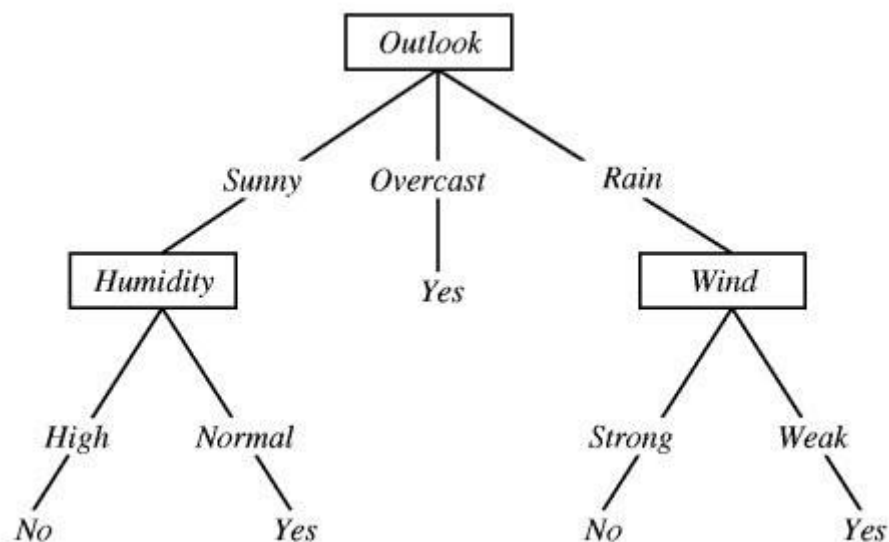 Outlook
Sunny Overcast Rain
Humidity Yes Wind
High Normal Strong Weak
No Yes No Yes